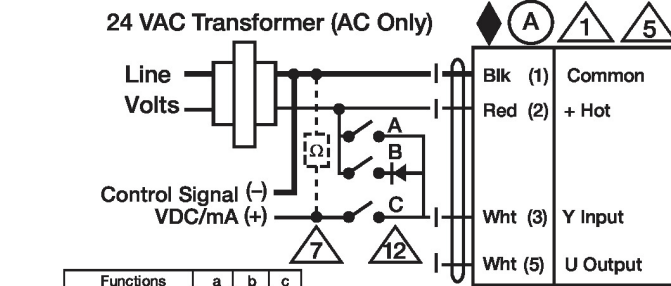 24 VAC Transformer (AC Only)
A 1 5
Line
Volts
Blk (1) Common
Red (2) + Hot
A
Ω
B
Control Signal (–)
VDC/mA (+)
C
Wht (3) Y Input
7 12
Wht (5) U Output
Functions a b c